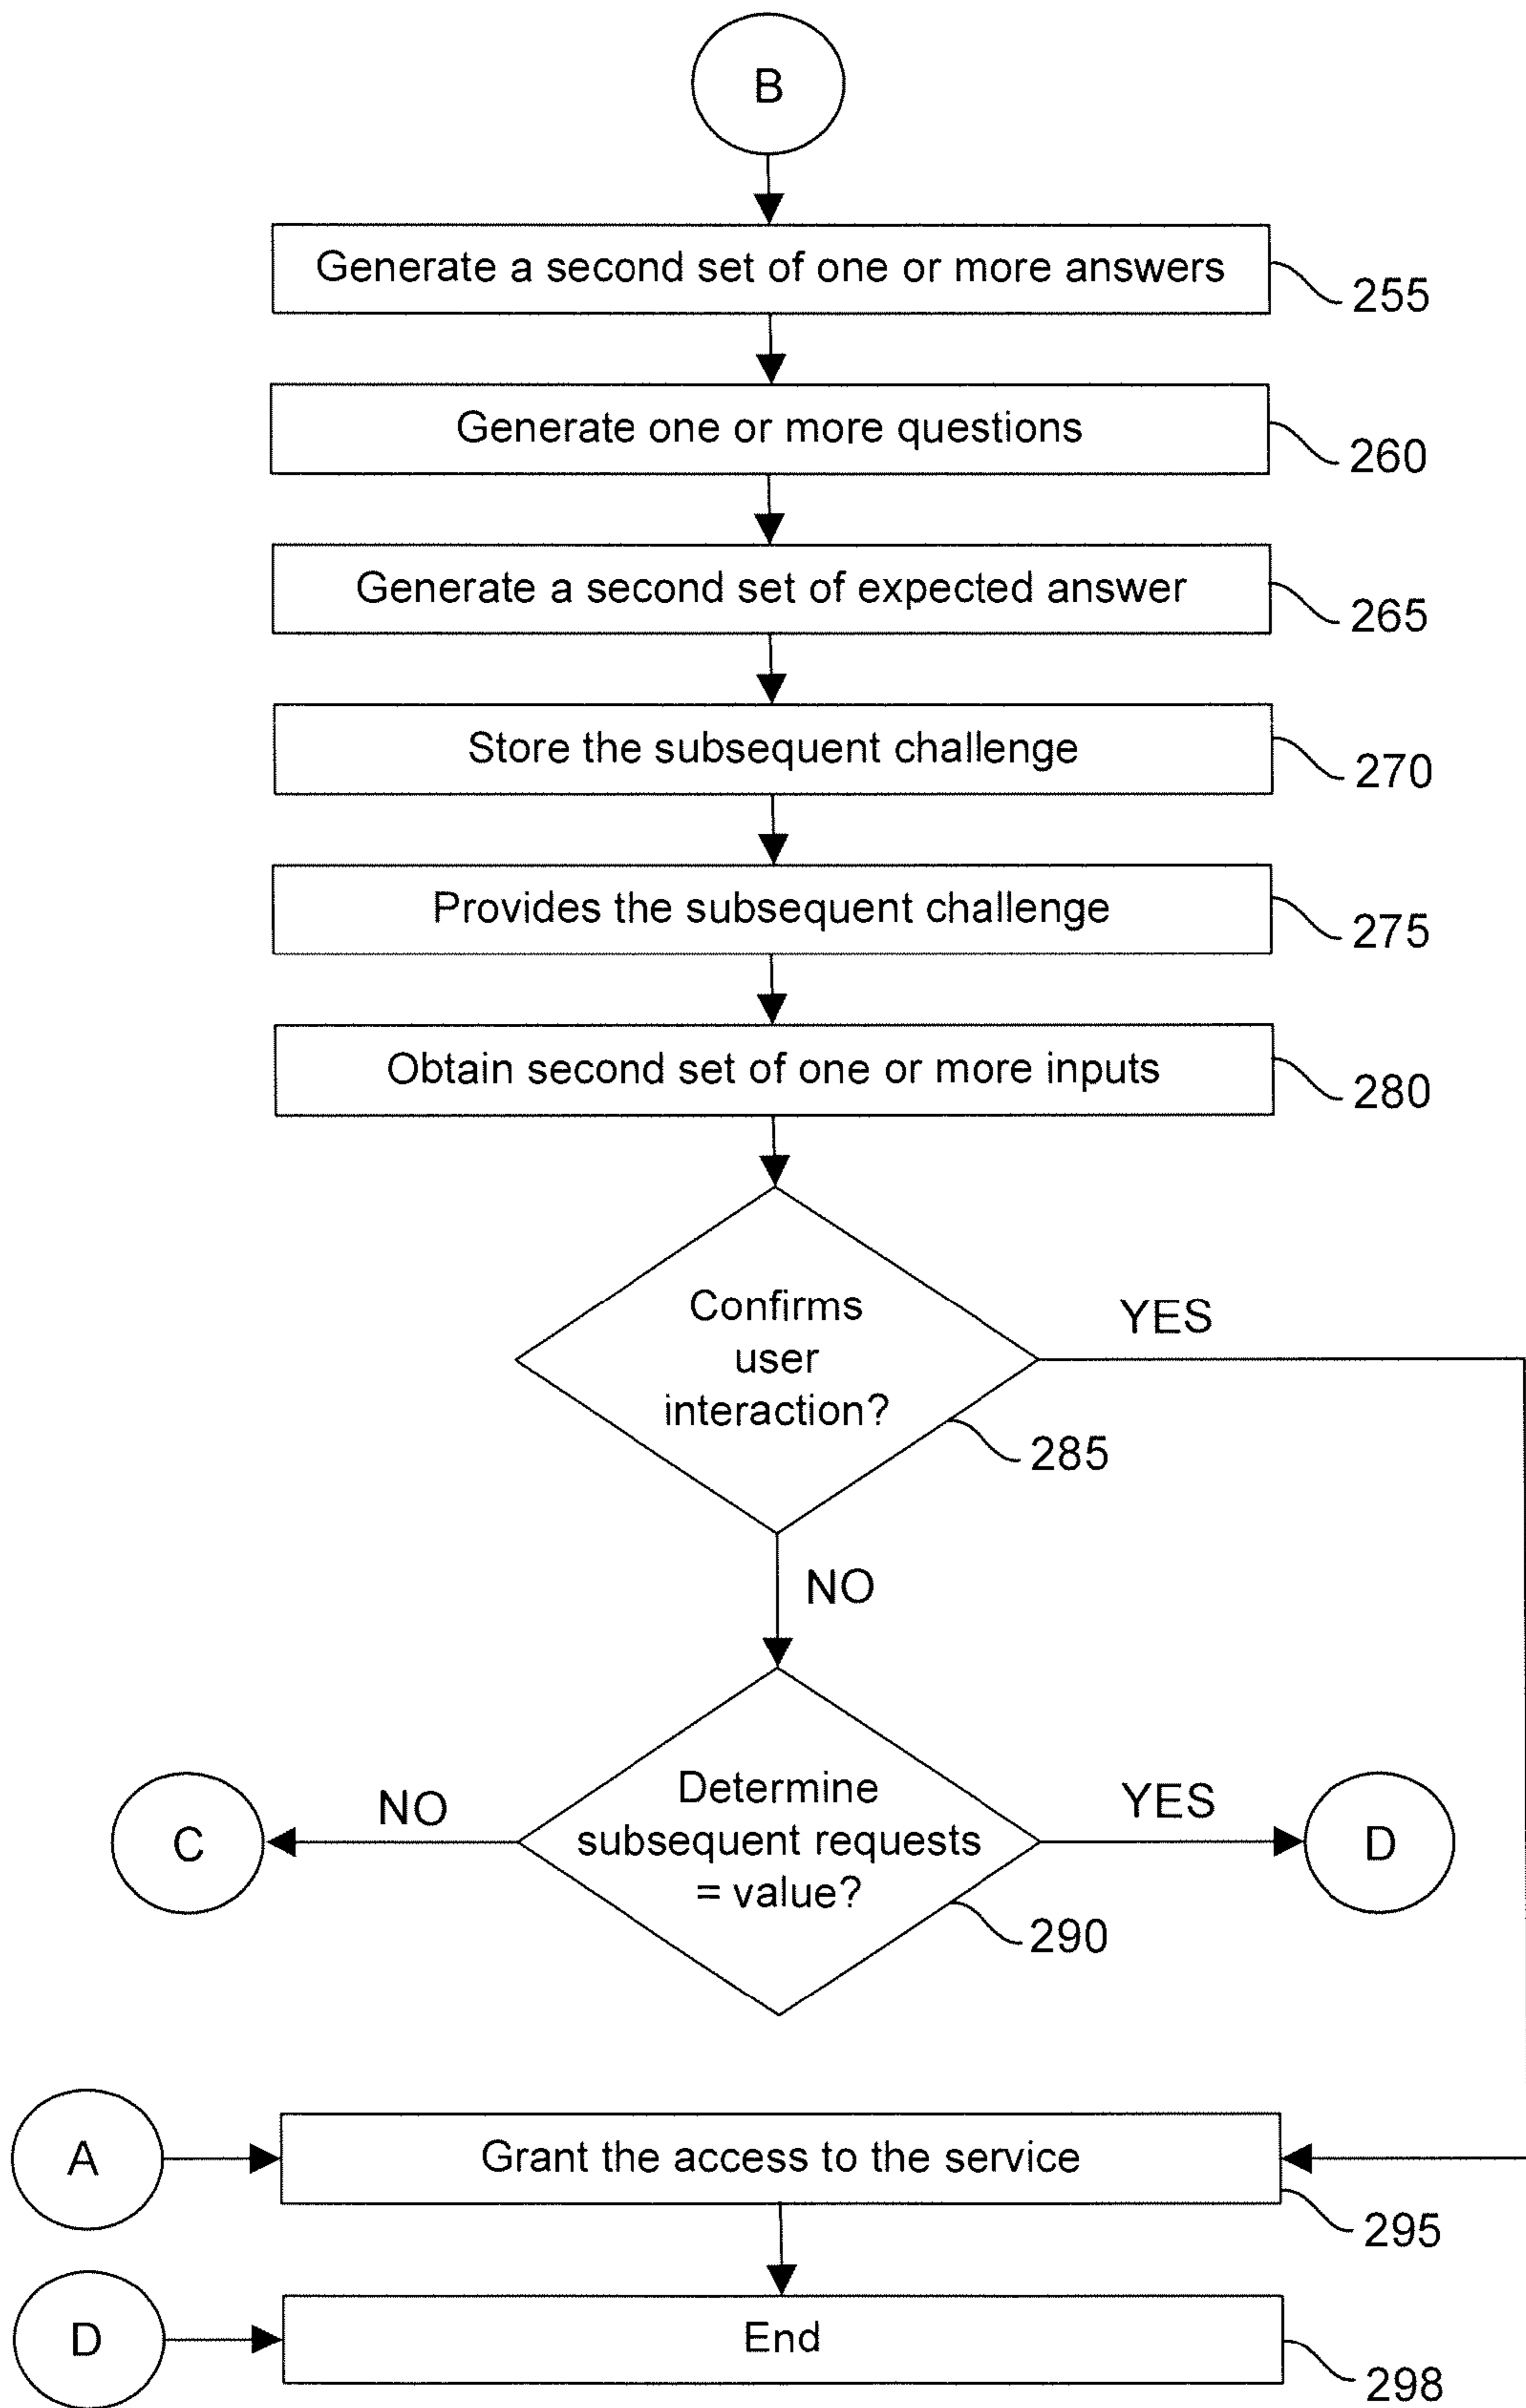 B
Generate a second set of one or more answers
255
Generate one or more questions
260
Generate a second set of expected answer
265
Store the subsequent challenge
270
Provides the subsequent challenge
275
Obtain second set of one or more inputs
280
Confirms
user
interaction?
YES
285
NO
Determine
subsequent requests
= value?
NO
C
YES
D
290
A
Grant the access to the service
295
D
End
298